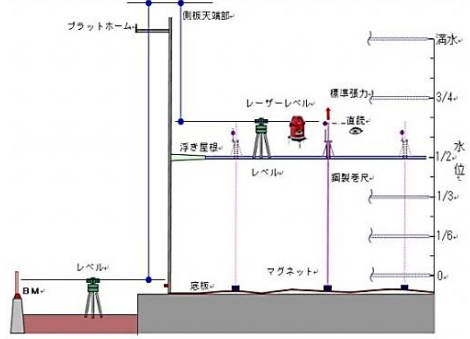 側板天端部
プラットホーム
満水
3/4
標準張力
レーザーレベル
直読
浮き屋根
1/2
水位
レベル
鋼製巻尺
1/3
1/6
マグネット
0
レベル
底板
BM